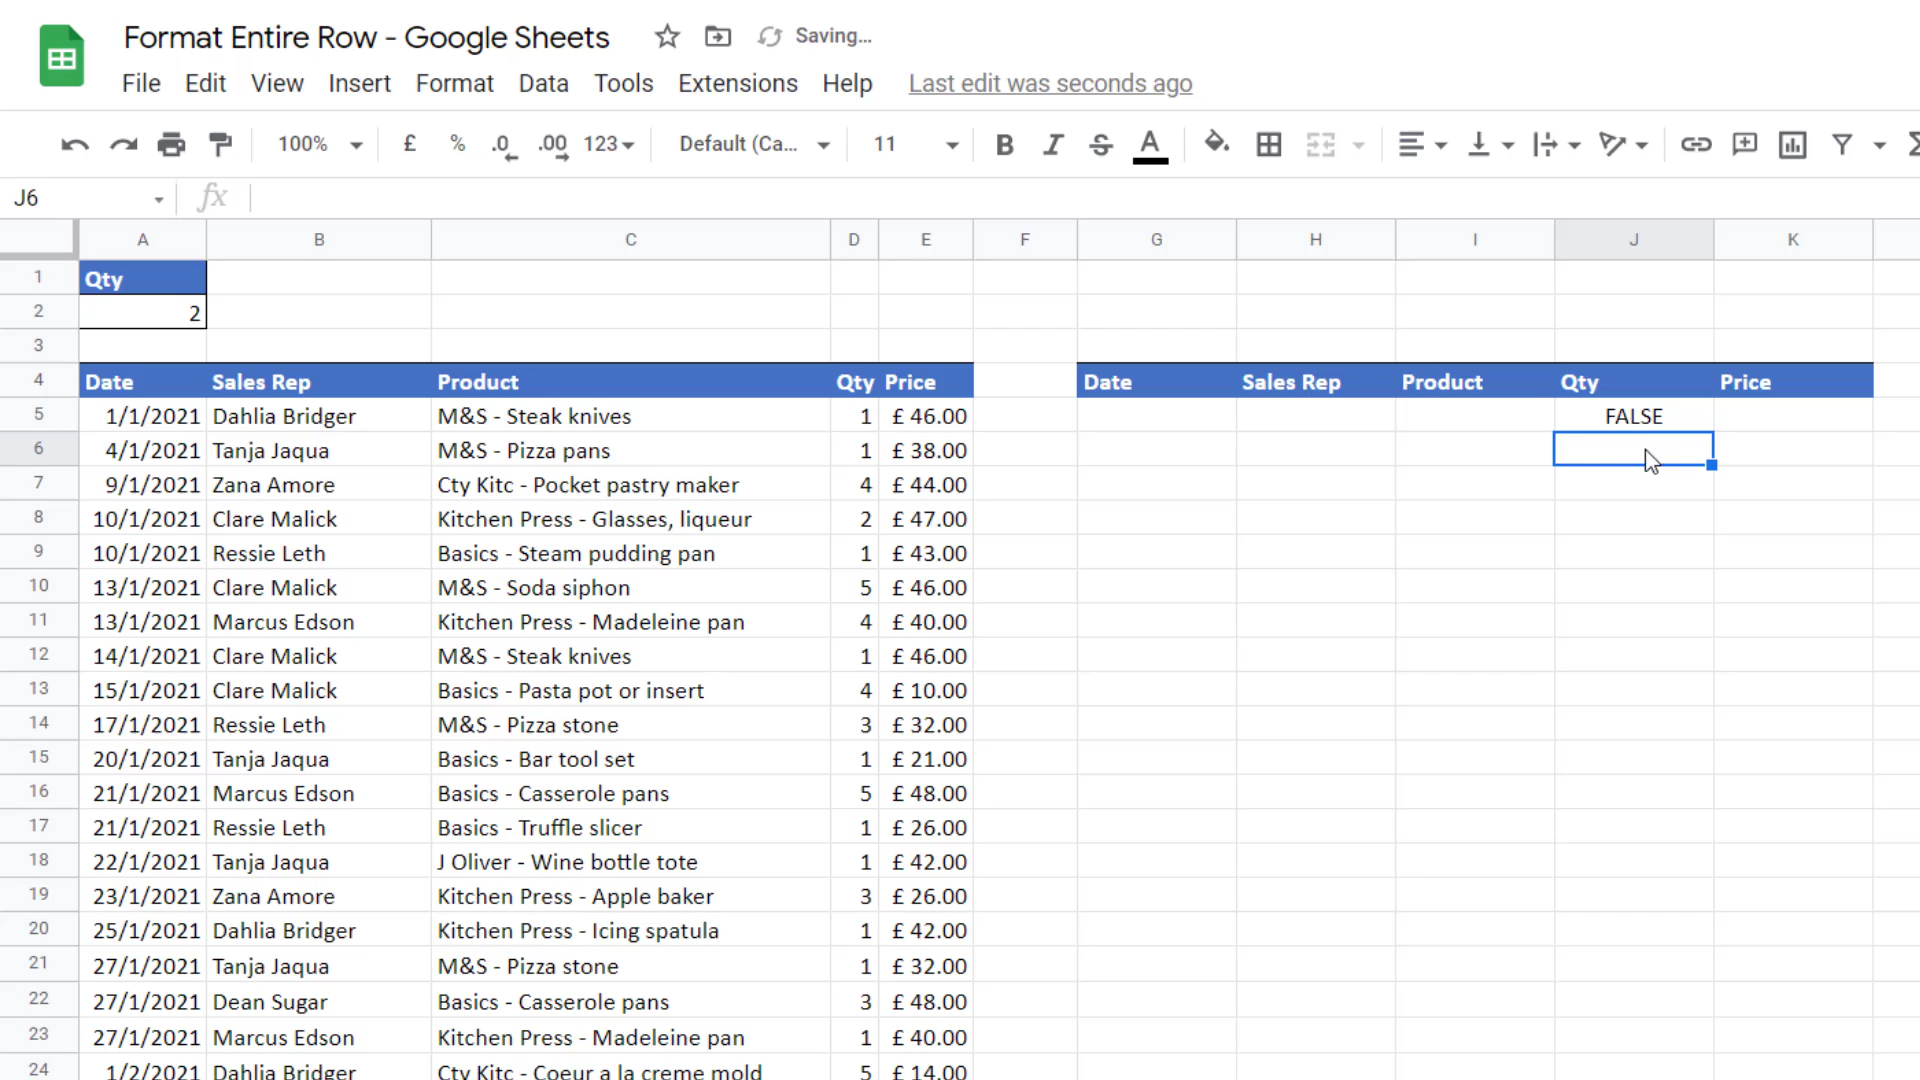 Format Entire Row - Google Sheets Saving...
File Edit View Insert Format Data Tools Extensions Help Last edit was seconds ago
100% £ % .0 .00 123 Default (Ca... 11 B I S A
J6 fx
A B C D E F G H I J K
1 Qty
2 2
3
4 Date Sales Rep Product Qty Price Date Sales Rep Product Qty Price
5 1/1/2021 Dahlia Bridger M&S - Steak knives 1 £ 46.00 FALSE
6 4/1/2021 Tanja Jaqua M&S - Pizza pans 1 £ 38.00
7 9/1/2021 Zana Amore Cty Kitc - Pocket pastry maker 4 £ 44.00
8 10/1/2021 Clare Malick Kitchen Press - Glasses, liqueur 2 £ 47.00
9 10/1/2021 Ressie Leth Basics - Steam pudding pan 1 £ 43.00
10 13/1/2021 Clare Malick M&S - Soda siphon 5 £ 46.00
11 13/1/2021 Marcus Edson Kitchen Press - Madeleine pan 4 £ 40.00
12 14/1/2021 Clare Malick M&S - Steak knives 1 £ 46.00
13 15/1/2021 Clare Malick Basics - Pasta pot or insert 4 £ 10.00
14 17/1/2021 Ressie Leth M&S - Pizza stone 3 £ 32.00
15 20/1/2021 Tanja Jaqua Basics - Bar tool set 1 £ 21.00
16 21/1/2021 Marcus Edson Basics - Casserole pans 5 £ 48.00
17 21/1/2021 Ressie Leth Basics - Truffle slicer 1 £ 26.00
18 22/1/2021 Tanja Jaqua J Oliver - Wine bottle tote 1 £ 42.00
19 23/1/2021 Zana Amore Kitchen Press - Apple baker 3 £ 26.00
20 25/1/2021 Dahlia Bridger Kitchen Press - Icing spatula 1 £ 42.00
21 27/1/2021 Tanja Jaqua M&S - Pizza stone 1 £ 32.00
22 27/1/2021 Dean Sugar Basics - Casserole pans 3 £ 48.00
23 27/1/2021 Marcus Edson Kitchen Press - Madeleine pan 1 £ 40.00
24 1/2/2021 Dahlia Bridger Cty Kitc - Coeur a la creme mold 5 £ 14.00